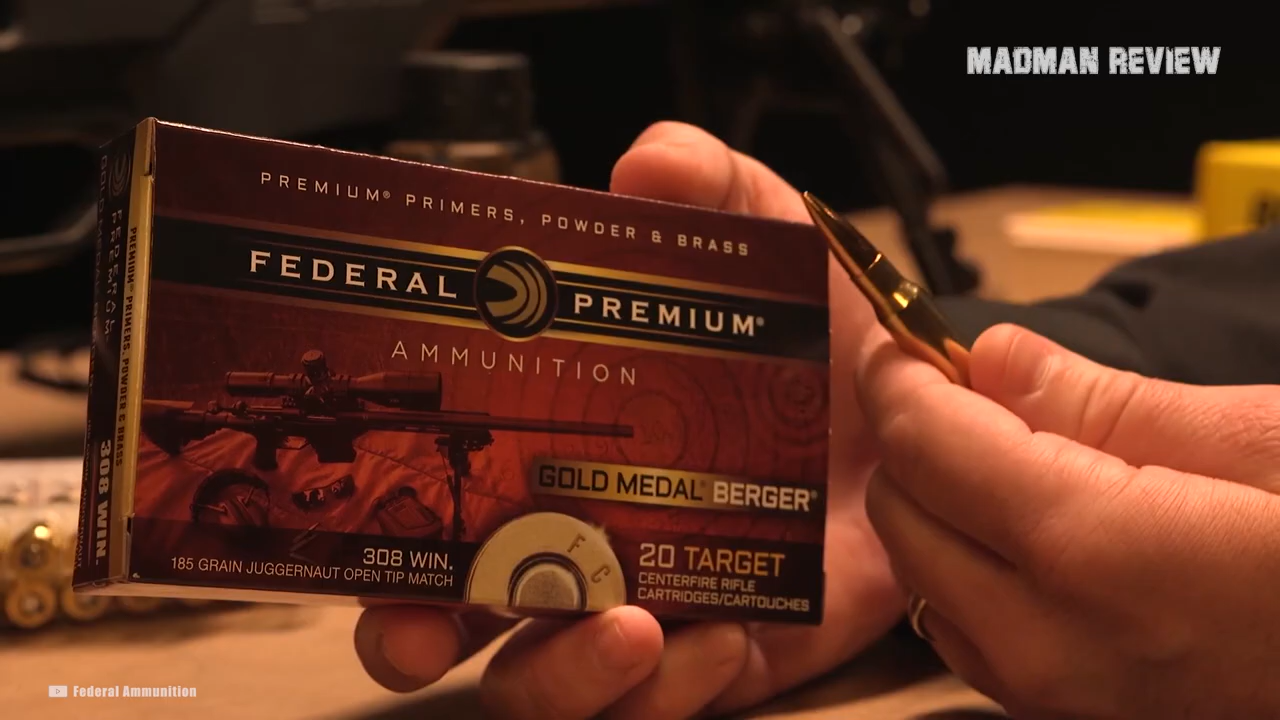 MADMAN REVIEW
PREMIUM® PRIMERS, POWDER & BRASS
FEDERAL PREMIUM®
AMMUNITION
GOLD MEDAL® BERGER®
308 WIN.
185 GRAIN JUGGERNAUT OPEN TIP MATCH
20 TARGET
CENTERFIRE RIFLE
CARTRIDGES/CARTOUCHES
F C
PREMIUM® PRIMERS, POWDER & BRASS
FEDERAL
PREMIUM
308 WIN.
Federal Ammunition